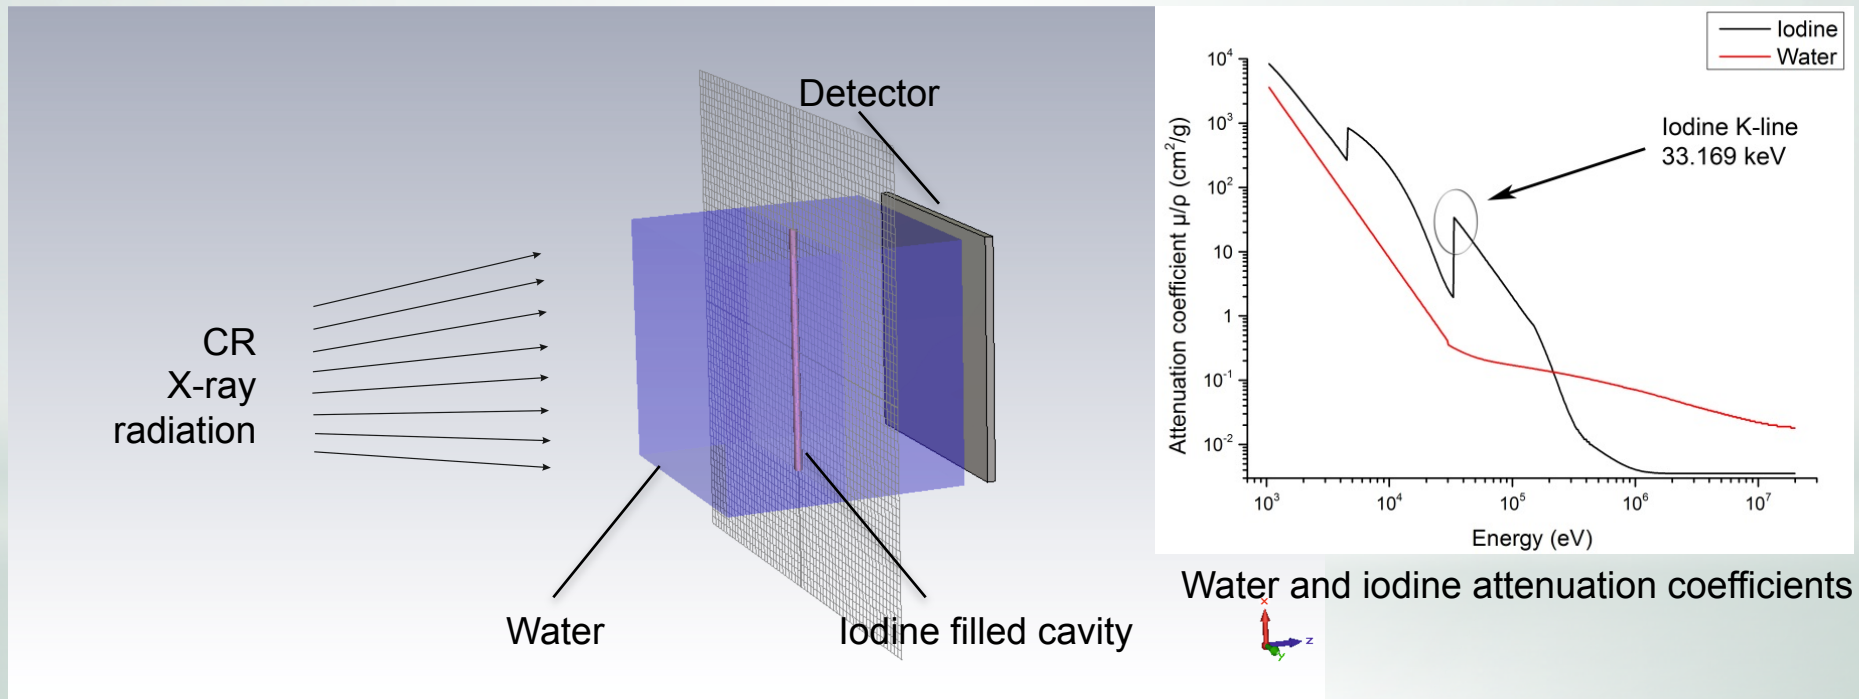 Detector
CR
X-ray
radiation
Water
Iodine filled cavity
Iodine
Water
Iodine K-line
33.169 keV
Attenuation coefficient μ/ρ (cm²/g)
10⁴
10³
10²
10
1
10⁻¹
10⁻²
10³ 10⁴ 10⁵ 10⁶ 10⁷
Energy (eV)
Water and iodine attenuation coefficients
x
z
y